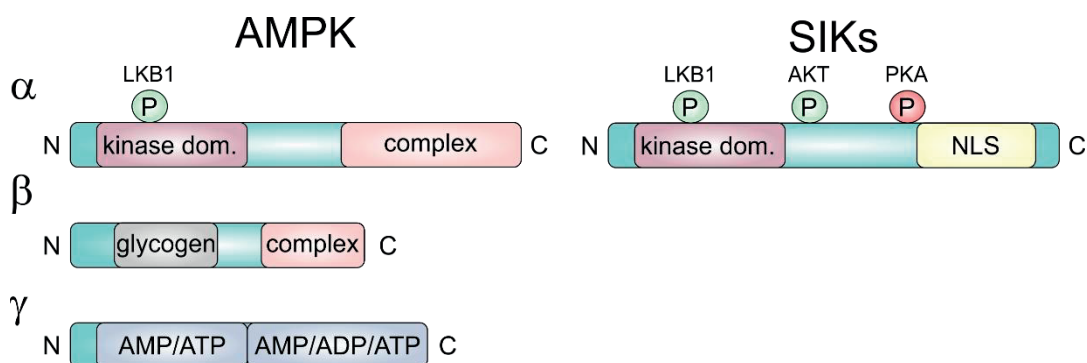 AMPK SIKs
LKB1 LKB1 AKT PKA
α P P P P
N kinase dom. complex C N kinase dom. NLS C
β
N glycogen complex C
γ
N AMP/ATP AMP/ADP/ATP C